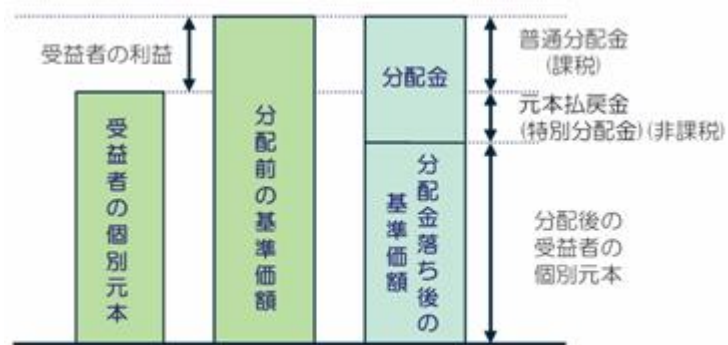 受益者の利益
受益者の個別元本
分配前の基準価額
分配金
分配金落ち後の
基準価額
普通分配金
(課税)
元本払戻金
(特別分配金)(非課税)
分配後の
受益者の
個別元本